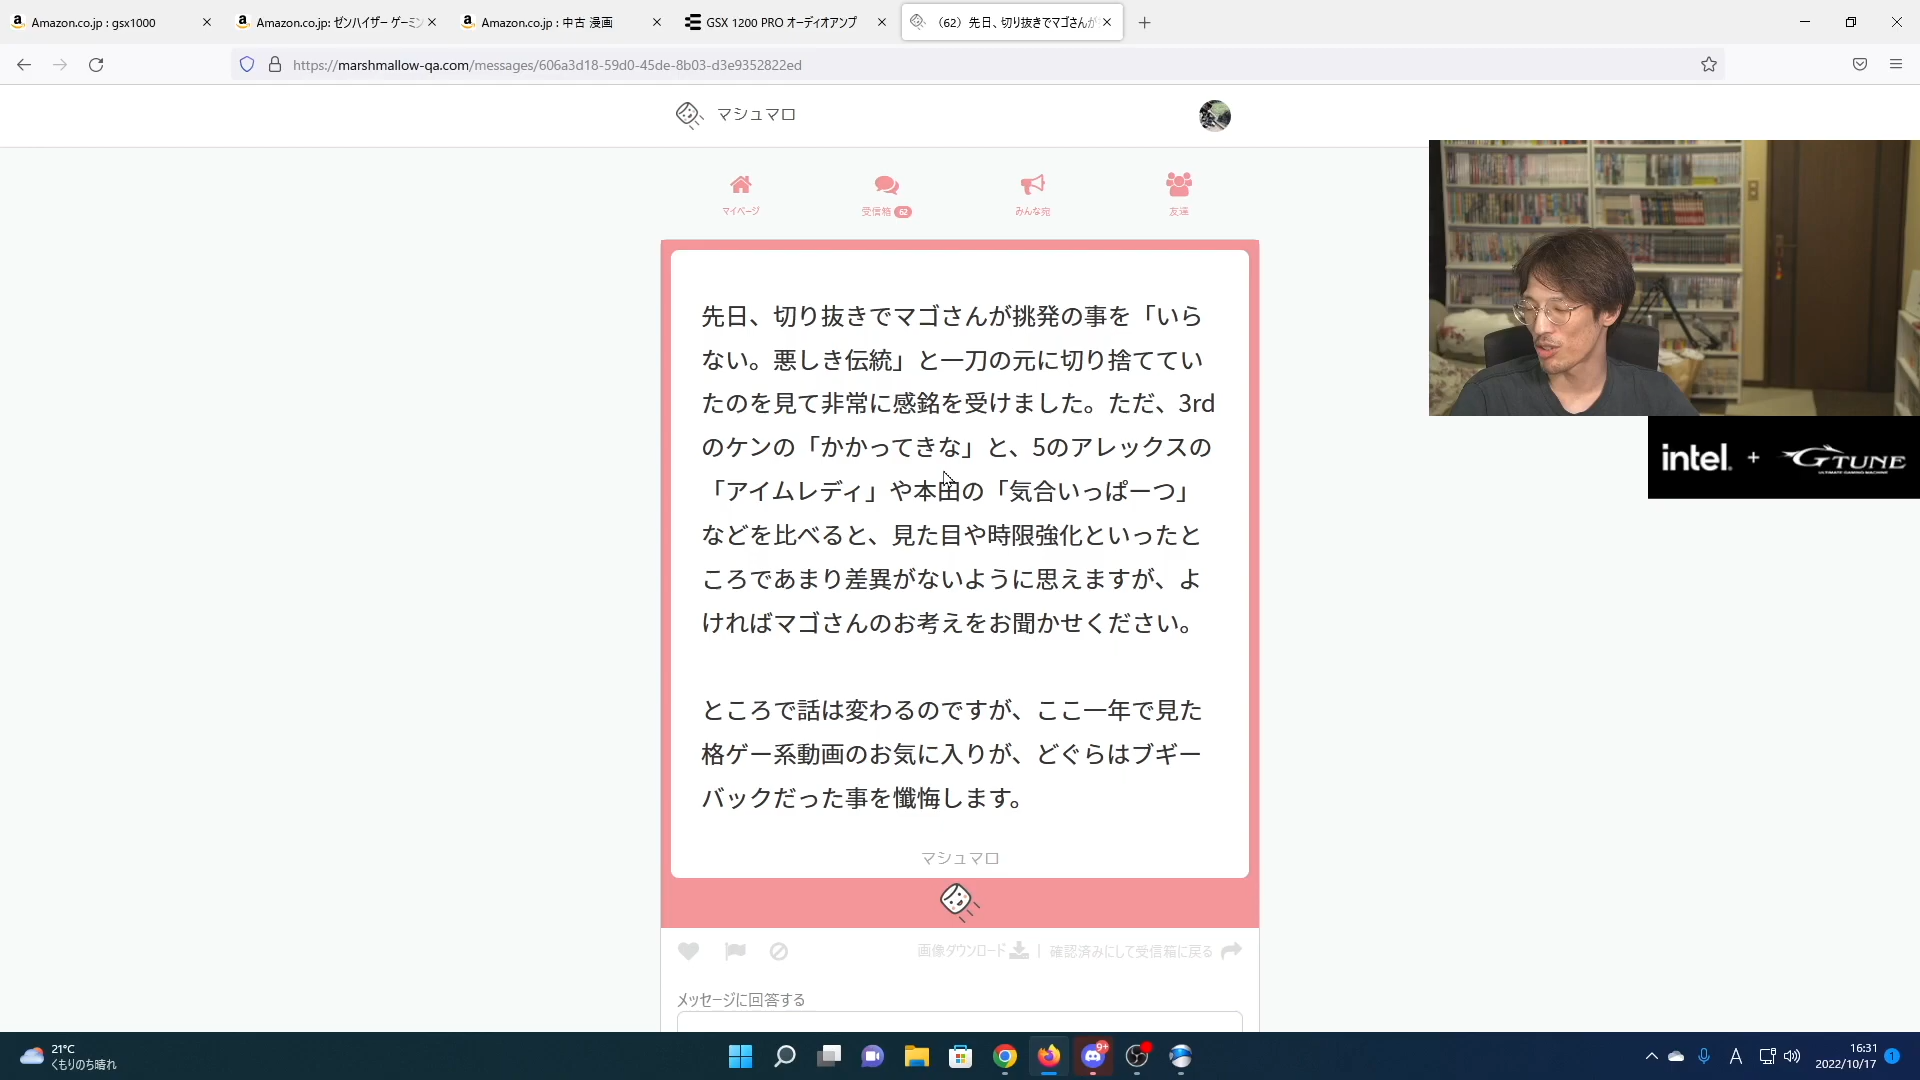 Amazon.co.jp : gsx1000
Amazon.co.jp: ゼンハイザー ゲーミン
Amazon.co.jp : 中古 漫画
GSX 1200 PRO オーディオアンプ
（62）先日、切り抜きでマゴさんが
https://marshmallow-qa.com/messages/606a3d18-59d0-45de-8b03-d3e9352822ed
マシュマロ
マイページ
受信箱 62
みんな宛
友達
先日、切り抜きでマゴさんが挑発の事を「いら
ない。悪しき伝統」と一刀の元に切り捨ててい
たのを見て非常に感銘を受けました。ただ、3rd
のケンの「かかってきな」と、5のアレックスの
「アイムレディ」や本田の「気合いっぱーつ」
などを比べると、見た目や時限強化といったと
ころであまり差異がないように思えますが、よ
ければマゴさんのお考えをお聞かせください。
ところで話は変わるのですが、ここ一年で見た
格ゲー系動画のお気に入りが、どぐらはブギー
バックだった事を懺悔します。
マシュマロ
画像ダウンロード | 確認済みにして受信箱に戻る
メッセージに回答する
intel. + G TUNE
ULTIMATE GAMING MACHINE
21°C
くもりのち晴れ
9+
A
16:31
2022/10/17
1